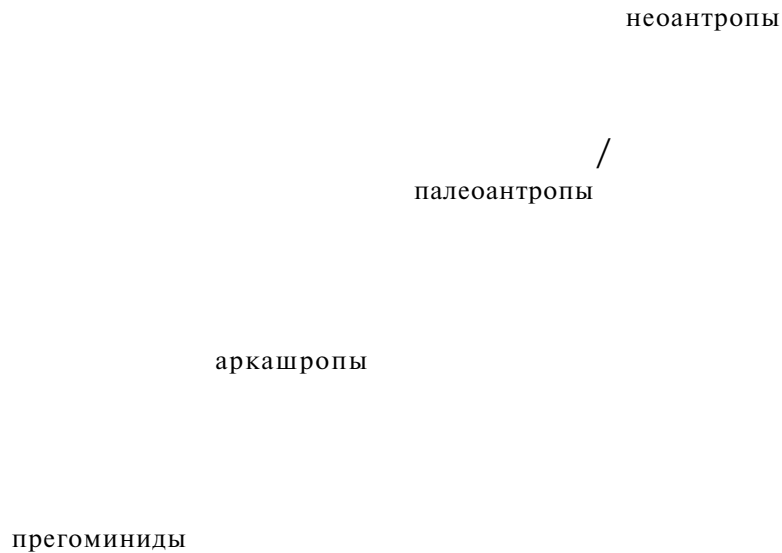 неоантропы
/
палеоантропы
аркашропы
прегоминиды